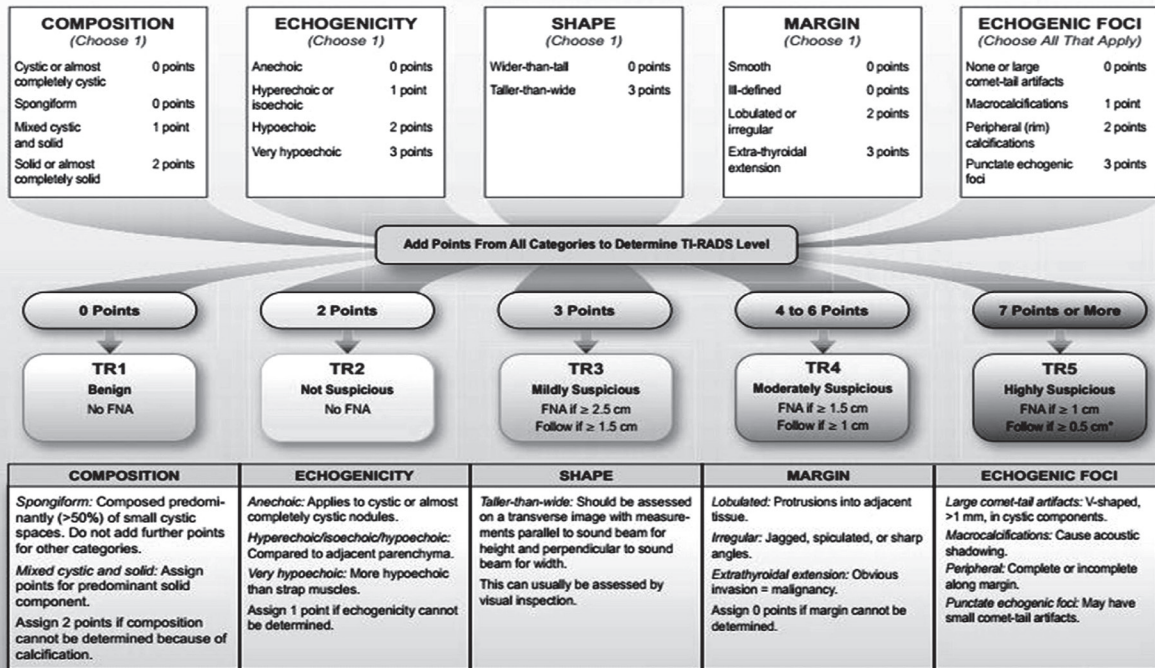 COMPOSITION
(Choose 1)
Cystic or almost completely cystic 0 points
Spongiform 0 points
Mixed cystic and solid 1 point
Solid or almost completely solid 2 points
ECHOGENICITY
(Choose 1)
Anechoic 0 points
Hyperechoic or isoechoic 1 point
Hypoechoic 2 points
Very hypoechoic 3 points
SHAPE
(Choose 1)
Wider-than-tall 0 points
Taller-than-wide 3 points
MARGIN
(Choose 1)
Smooth 0 points
Ill-defined 0 points
Lobulated or irregular 2 points
Extra-thyroidal extension 3 points
ECHOGENIC FOCI
(Choose All That Apply)
None or large comet-tail artifacts 0 points
Macrocalcifications 1 point
Peripheral (rim) calcifications 2 points
Punctate echogenic foci 3 points
Add Points From All Categories to Determine TI-RADS Level
0 Points
2 Points
3 Points
4 to 6 Points
7 Points or More
TR1
Benign
No FNA
TR2
Not Suspicious
No FNA
TR3
Mildly Suspicious
FNA if ≥ 2.5 cm
Follow if ≥ 1.5 cm
TR4
Moderately Suspicious
FNA if ≥ 1.5 cm
Follow if ≥ 1 cm
TR5
Highly Suspicious
FNA if ≥ 1 cm
Follow if ≥ 0.5 cm*
COMPOSITION
Spongiform: Composed predomi-
nantly (>50%) of small cystic
spaces. Do not add further points
for other categories.
Mixed cystic and solid: Assign
points for predominant solid
component.
Assign 2 points if composition
cannot be determined because of
calcification.
ECHOGENICITY
Anechoic: Applies to cystic or almost
completely cystic nodules.
Hyperechoic/isoechoic/hypoechoic:
Compared to adjacent parenchyma.
Very hypoechoic: More hypoechoic
than strap muscles.
Assign 1 point if echogenicity cannot
be determined.
SHAPE
Taller-than-wide: Should be assessed
on a transverse image with measure-
ments parallel to sound beam for
height and perpendicular to sound
beam for width.
This can usually be assessed by
visual inspection.
MARGIN
Lobulated: Protrusions into adjacent
tissue.
Irregular: Jagged, spiculated, or sharp
angles.
Extrathyroidal extension: Obvious
invasion = malignancy.
Assign 0 points if margin cannot be
determined.
ECHOGENIC FOCI
Large comet-tail artifacts: V-shaped,
>1 mm, in cystic components.
Macrocalcifications: Cause acoustic
shadowing.
Peripheral: Complete or incomplete
along margin.
Punctate echogenic foci: May have
small comet-tail artifacts.